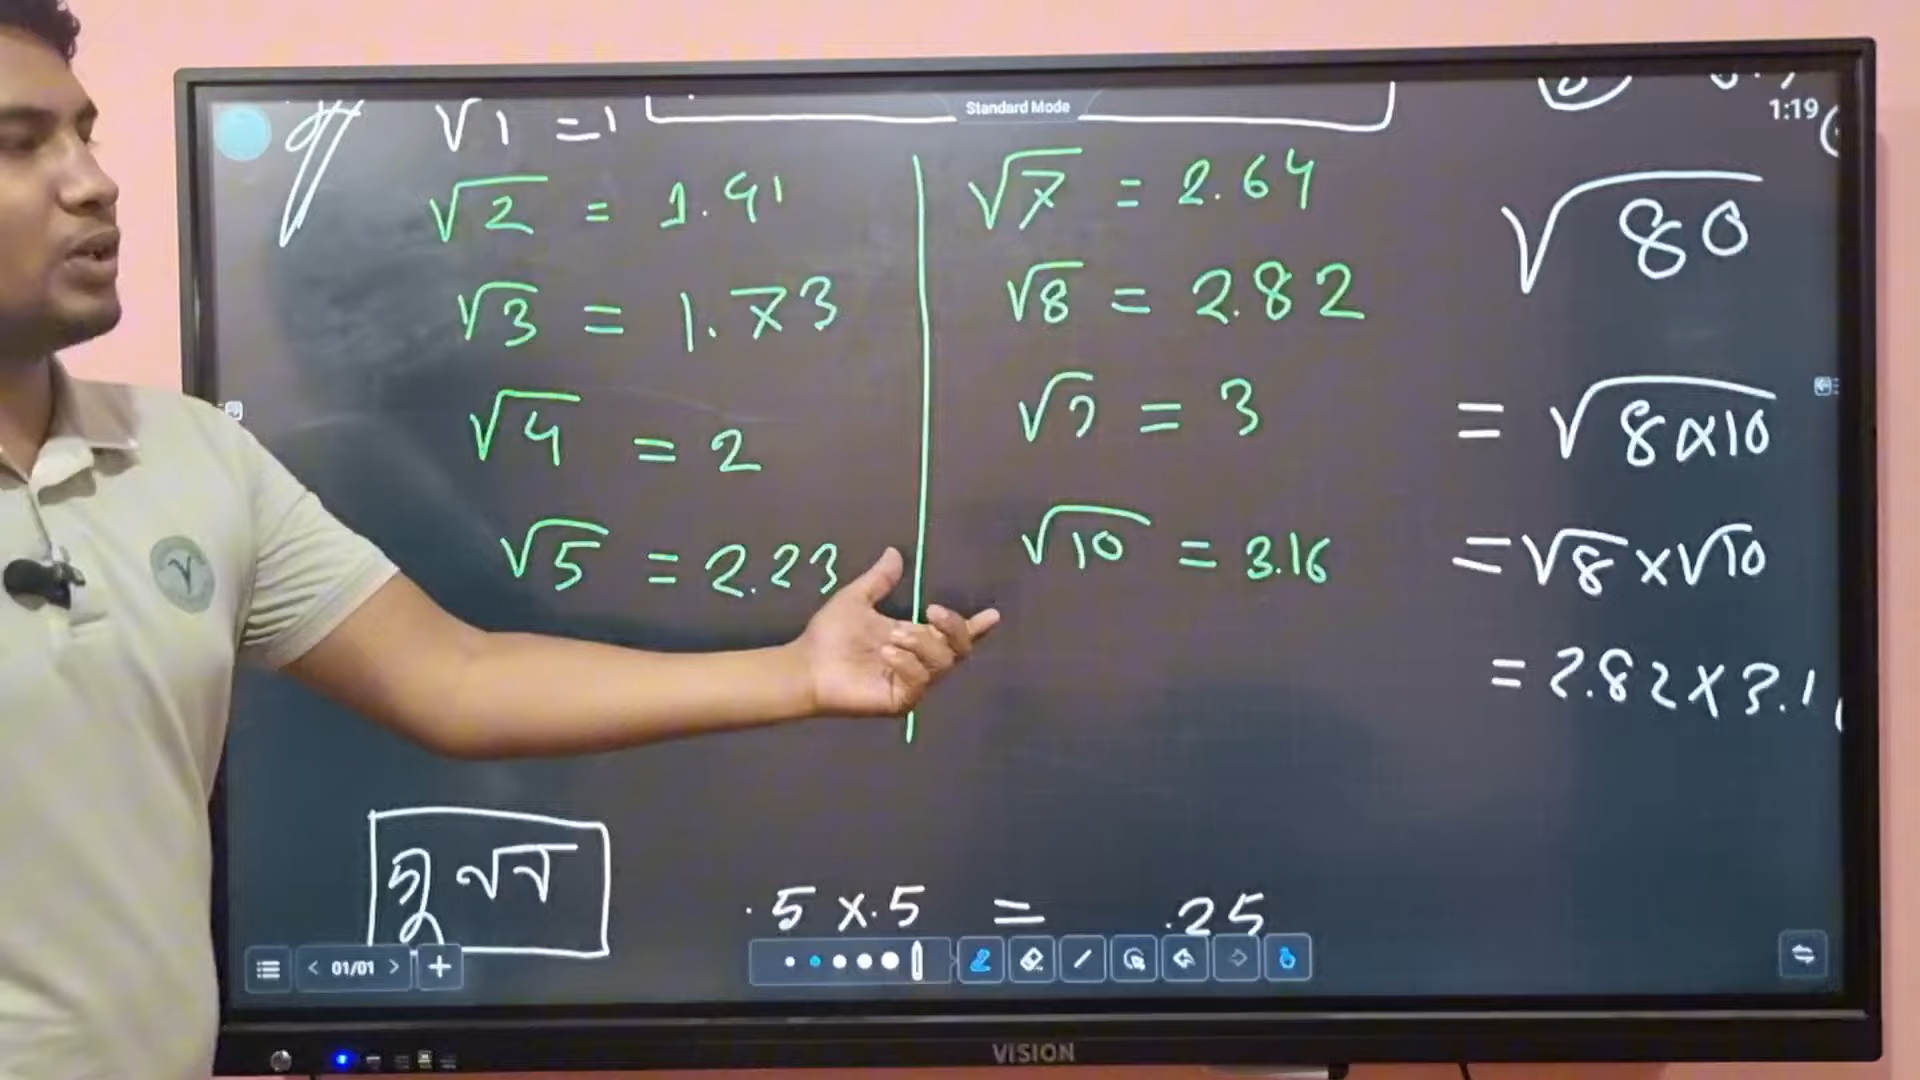 Standard Mode
1:19
√1 = 1
√2 = 1.41
√3 = 1.73
√4 = 2
√5 = 2.23
√7 = 2.64
√8 = 2.82
√9 = 3
√10 = 3.16
√80
= √8×10
= √8 × √10
= 2.82 × 3.1
.5 × .5 = .25
01/01
VISION